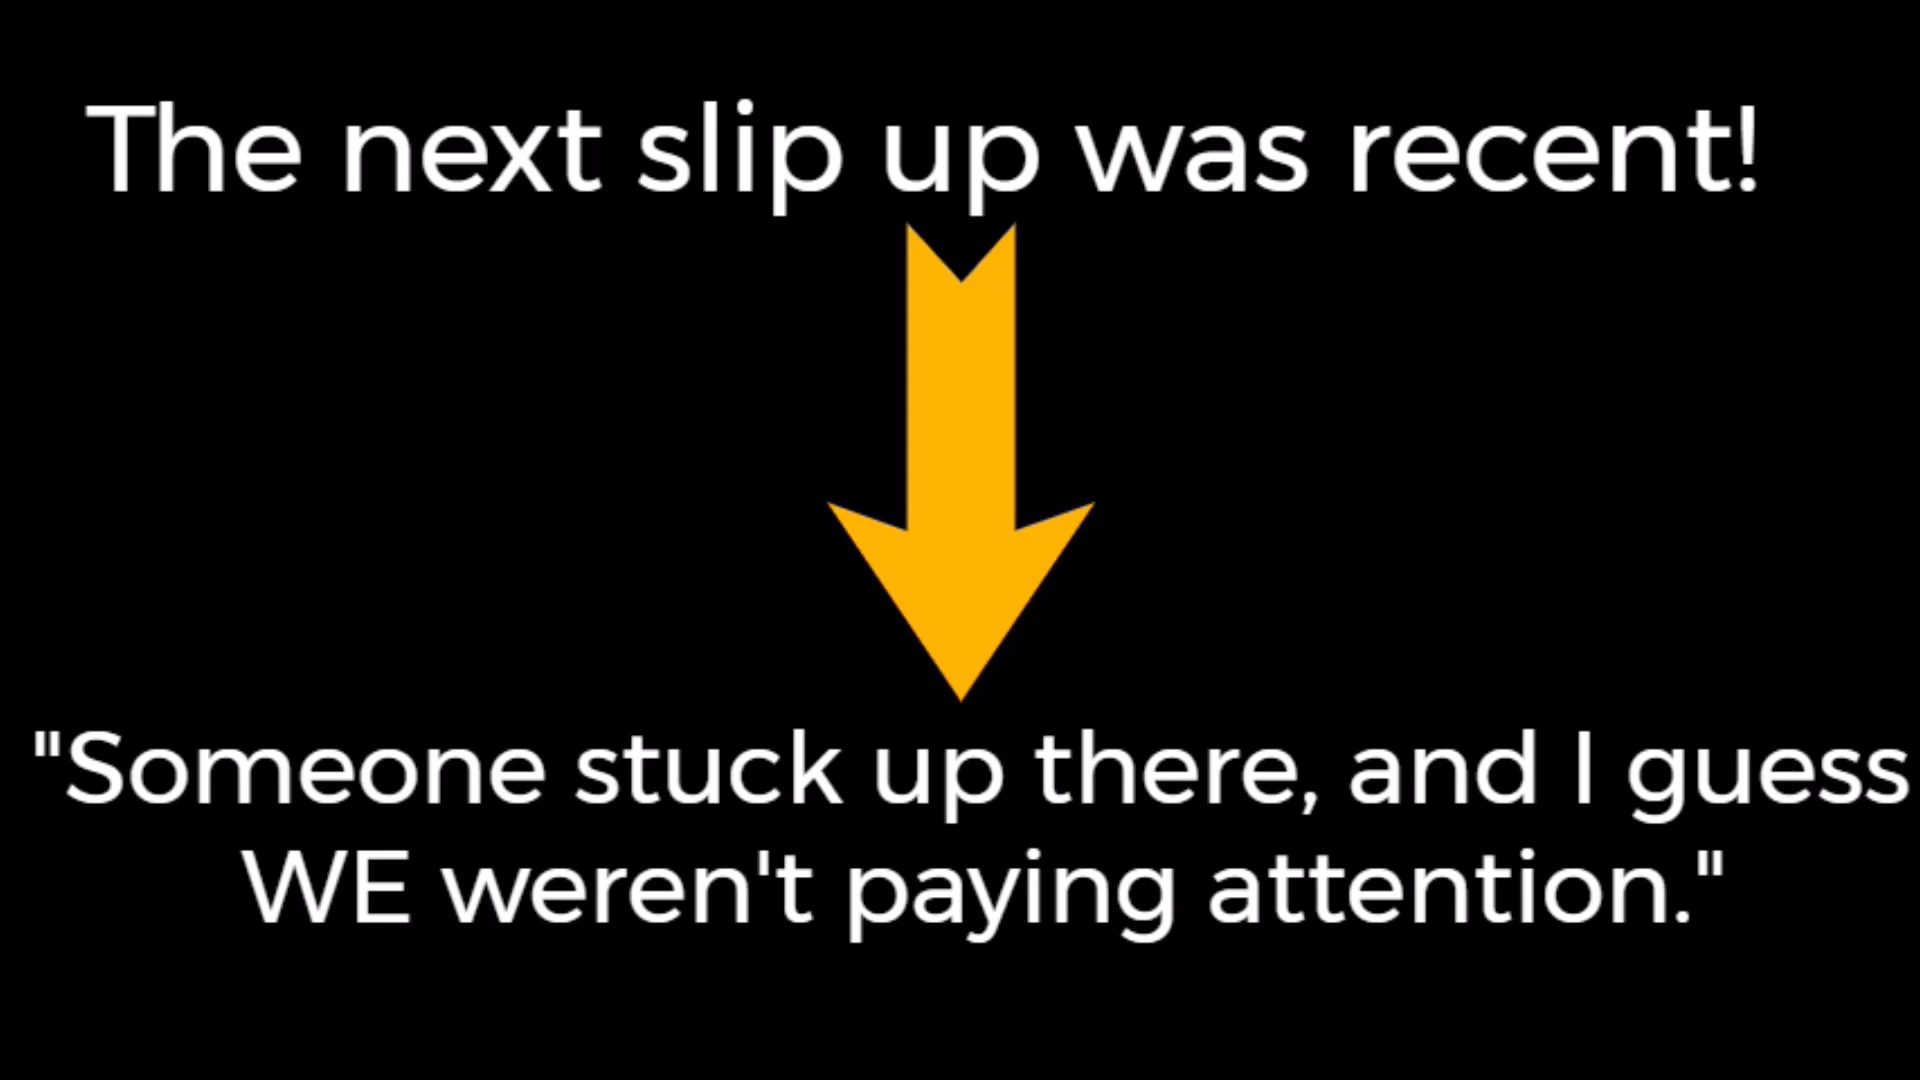 The next slip up was recent!
"Someone stuck up there, and I guess
WE weren't paying attention."